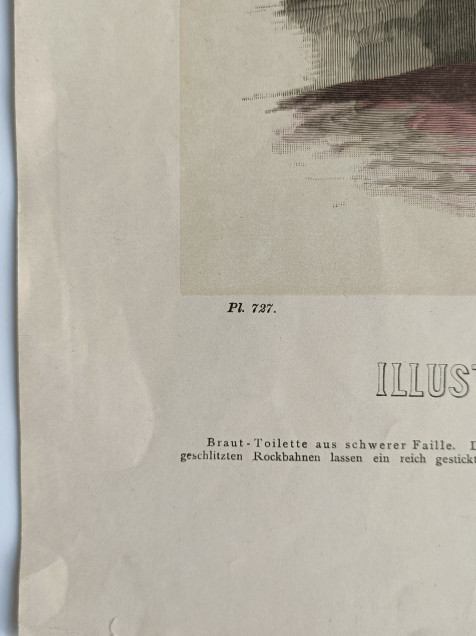 Pl. 727.
ILLUS
Braut-Toilette aus schwerer Faille.
geschlitzten Rockbahnen lassen ein reich gestickt